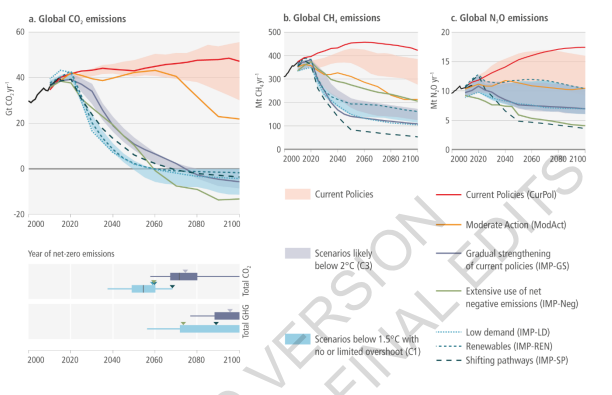 a. Global CO₂ emissions
Gt CO₂yr⁻¹
60
40
20
0
-20
2000 2020 2040 2060 2080 2100
b. Global CH₄ emissions
Mt CH₄yr⁻¹
500
400
300
200
100
0
2000 2020 2040 2060 2080 2100
c. Global N₂O emissions
Mt N₂O yr⁻¹
20
15
10
5
0
2000 2020 2040 2060 2080 2100
Year of net-zero emissions
Total CO₂
Total GHG
2000 2020 2040 2060 2080 2100
Current Policies
Scenarios likely
below 2°C (C3)
Scenarios below 1.5°C with
no or limited overshoot (C1)
Current Policies (CurPol)
Moderate Action (ModAct)
Gradual strengthening
of current policies (IMP-GS)
Extensive use of net
negative emissions (IMP-Neg)
Low demand (IMP-LD)
Renewables (IMP-REN)
Shifting pathways (IMP-SP)
VERSION
FINAL EDITS